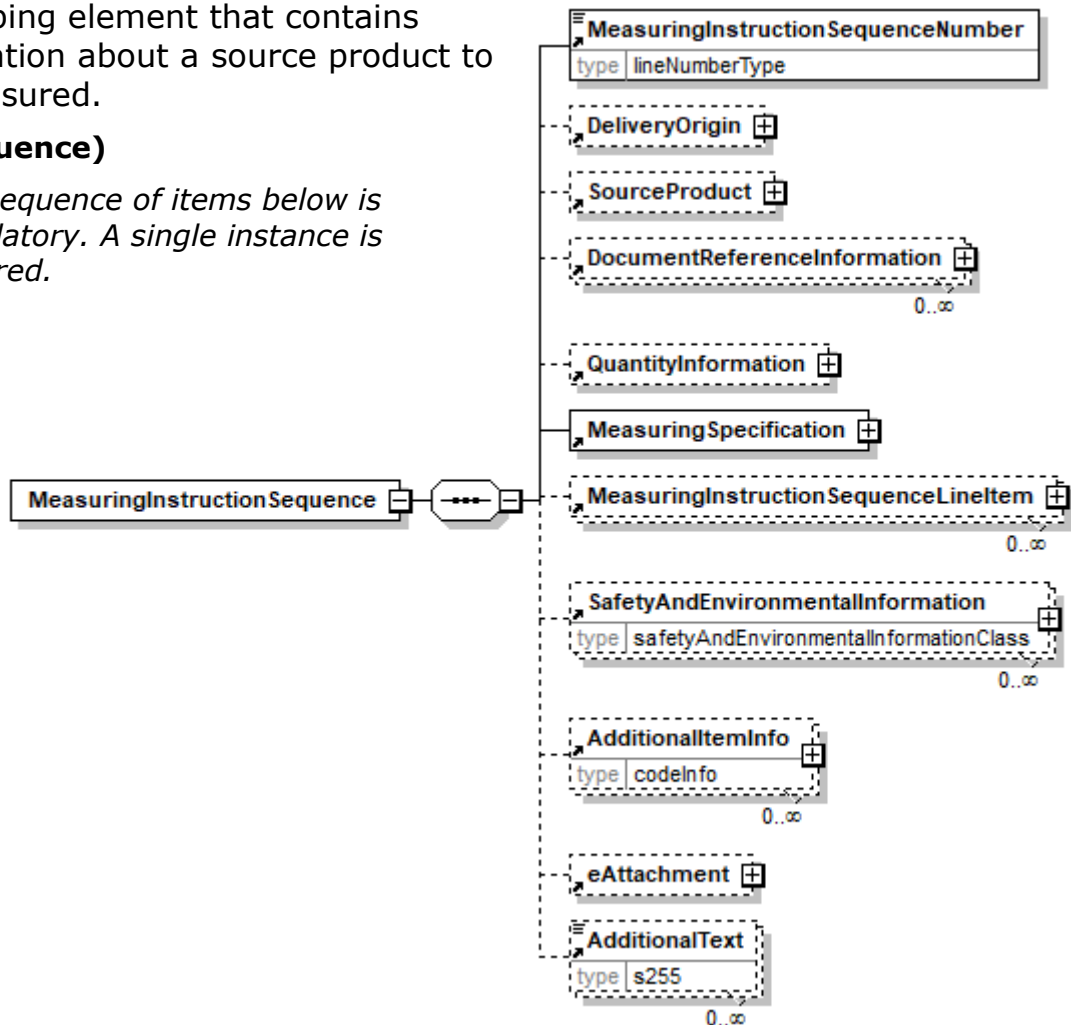 ping element that contains
ation about a source product to
sured.
uence)
equence of items below is
latory. A single instance is
red.
MeasuringInstructionSequence
MeasuringInstructionSequenceNumber
type lineNumberType
DeliveryOrigin
SourceProduct
DocumentReferenceInformation
0..∞
QuantityInformation
MeasuringSpecification
MeasuringInstructionSequenceLineItem
0..∞
SafetyAndEnvironmentalInformation
type safetyAndEnvironmentalInformationClass
0..∞
AdditionalItemInfo
type codeInfo
0..∞
eAttachment
AdditionalText
type s255
0..∞